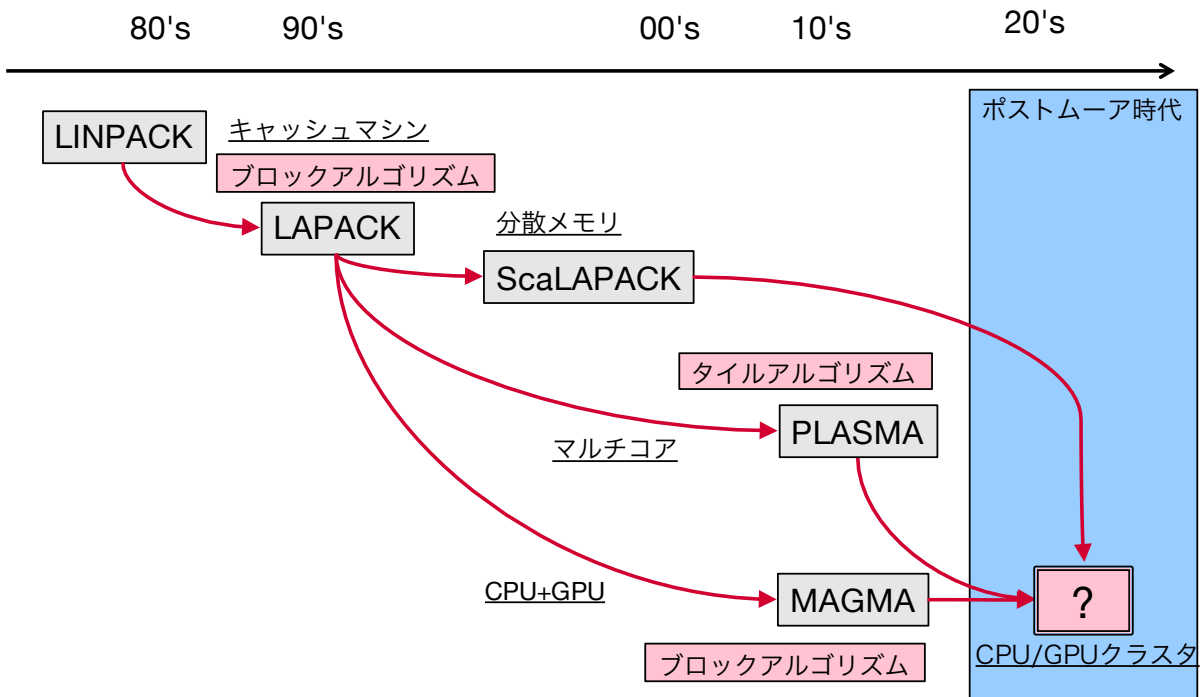 80's
90's
00's
10's
20's
ポストムーア時代
LINPACK
キャッシュマシン
ブロックアルゴリズム
LAPACK
分散メモリ
ScaLAPACK
タイルアルゴリズム
PLASMA
マルチコア
CPU+GPU
MAGMA
?
CPU/GPUクラスタ
ブロックアルゴリズム